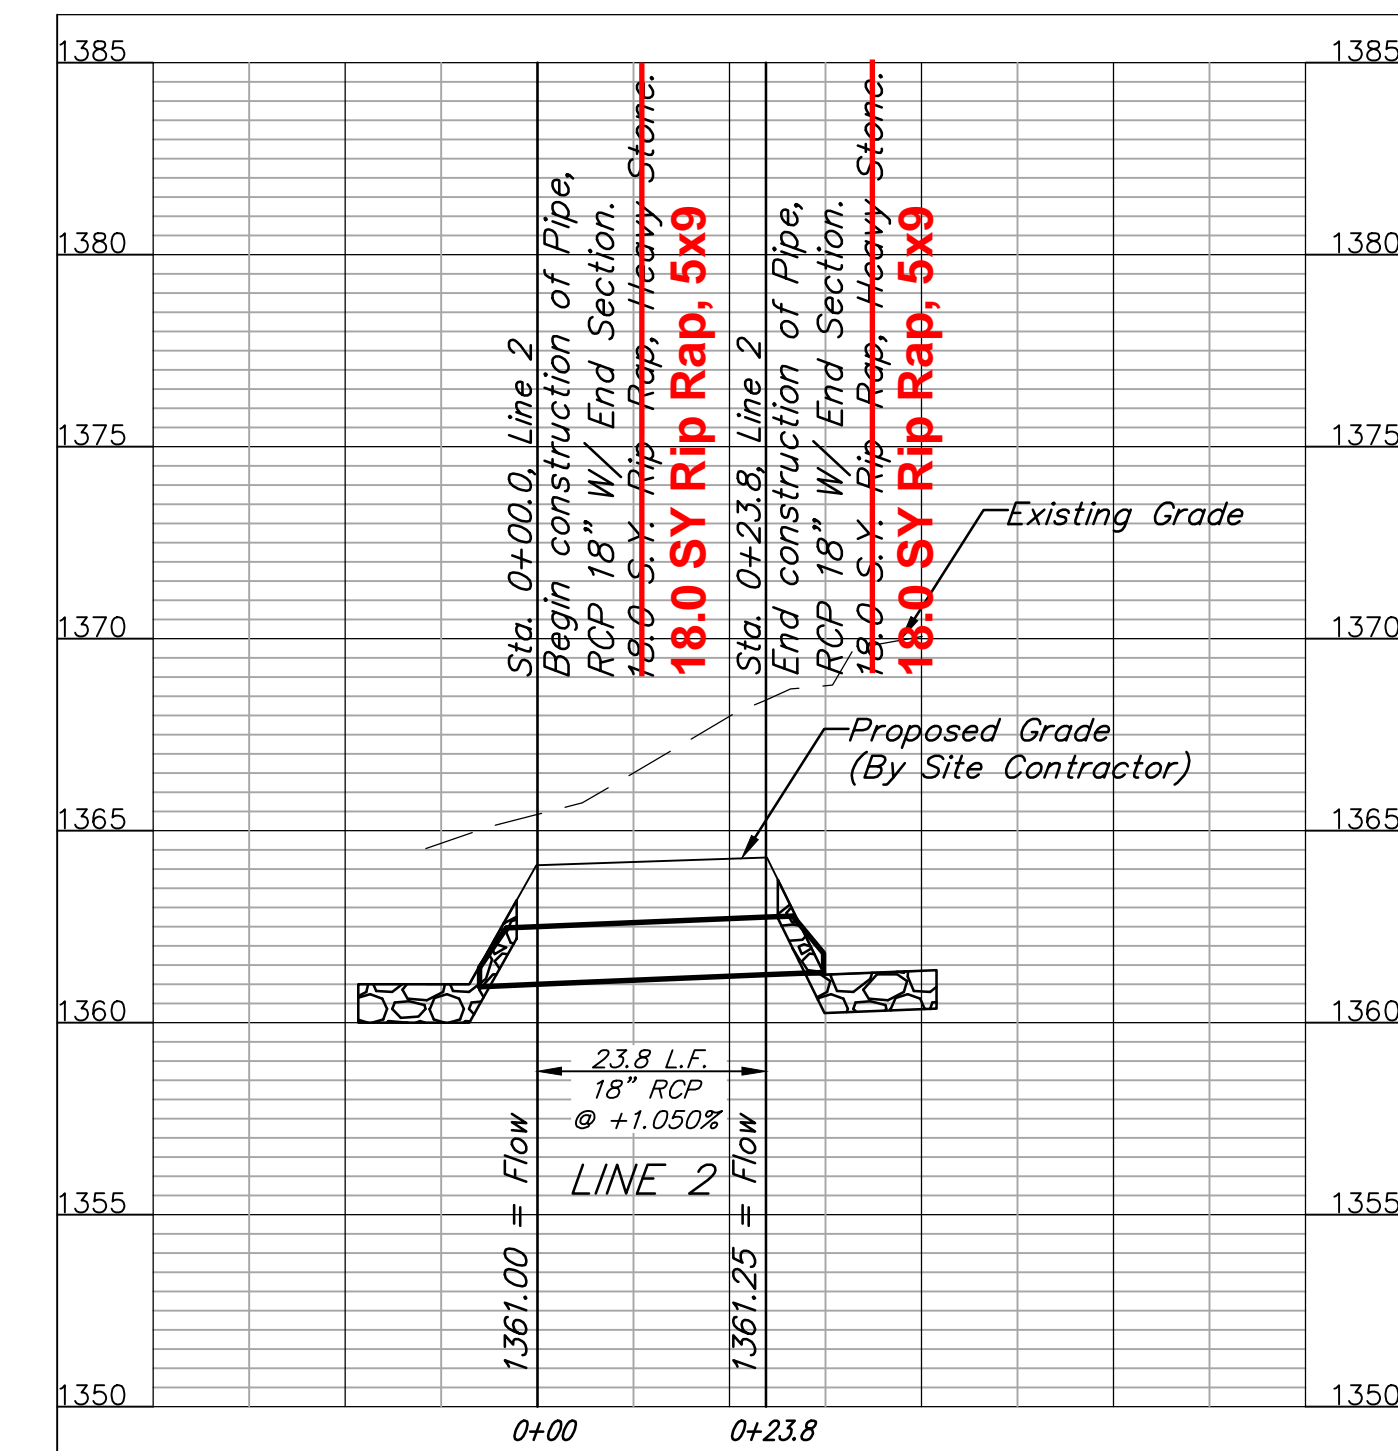 1385
1385
1380
1380
1375
1375
1370
1370
1365
1365
1360
1360
1355
1355
1350
1350
Sta. 0+00.0, Line 2
Begin construction of Pipe,
RCP 18" W/ End Section.
18.0 S.Y. Rip Rap, Heavy Stone.
18.0 SY Rip Rap, 5x9
Sta. 0+23.8, Line 2
End construction of Pipe,
RCP 18" W/ End Section.
18.0 S.Y. Rip Rap, Heavy Stone.
18.0 SY Rip Rap, 5x9
Existing Grade
Proposed Grade
(By Site Contractor)
23.8 L.F.
18" RCP
@ +1.050%
LINE 2
1361.00 = Flow
1361.25 = Flow
0+00
0+23.8